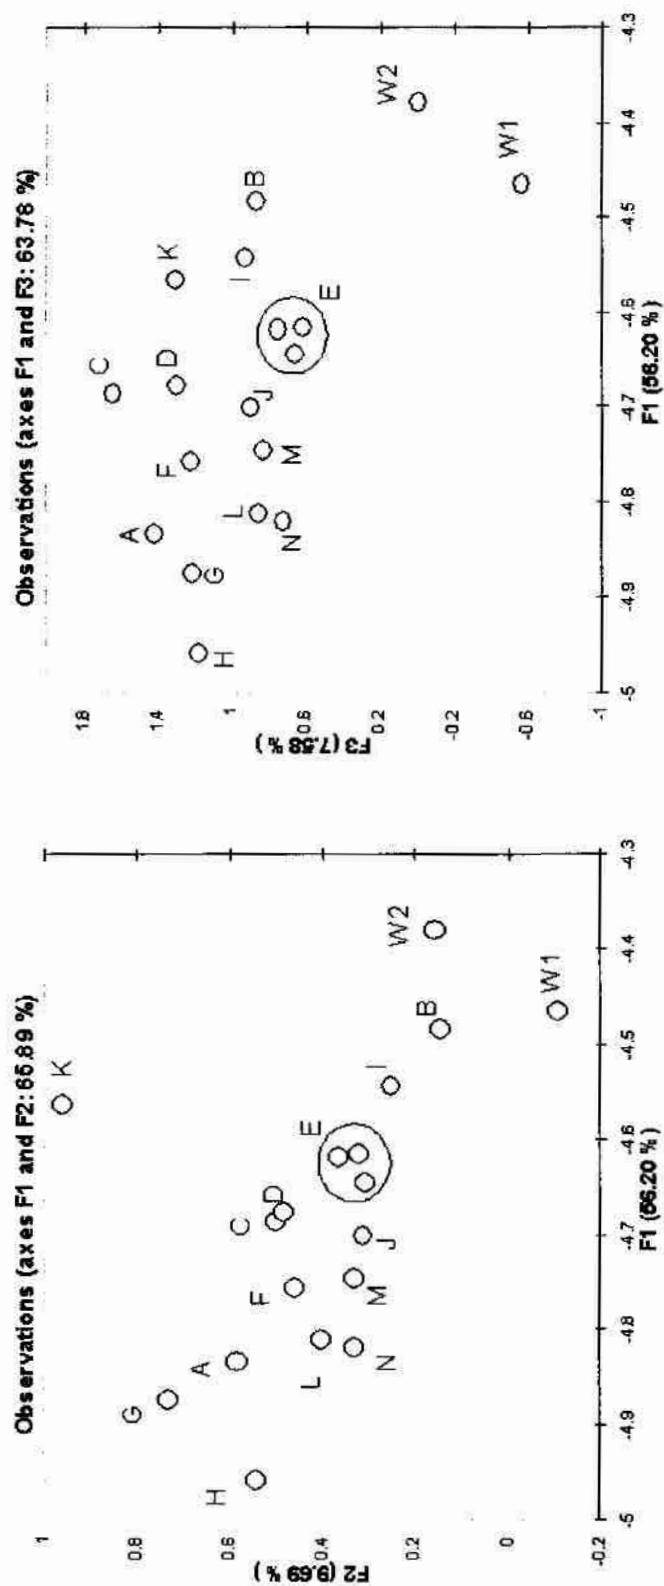 Observations (axes F1 and F2: 65.89 %)
1
0.8
0.6
0.4
0.2
0
-0.2
F2 (9.69 %)
K
G
H
A
C
D
F
E
L
I
N
M
J
B
W2
W1
-5
-4.9
-4.8
-4.7
-4.6
-4.5
-4.4
-4.3
F1 (56.20 %)
Observations (axes F1 and F3: 63.78 %)
1.8
1.4
1
0.6
0.2
-0.2
-0.6
-1
F3 (7.58 %)
C
A
F
D
K
H
G
L
I
B
J
N
M
E
W2
W1
-5
-4.9
-4.8
-4.7
-4.6
-4.5
-4.4
-4.3
F1 (56.20 %)